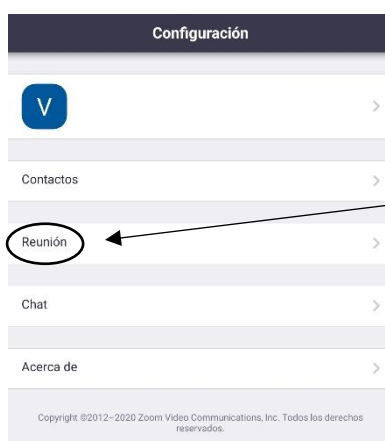 Configuración
V
Contactos
Reunión
Chat
Acerca de
Copyright ©2012–2020 Zoom Video Communications, Inc. Todos los derechos
reservados.